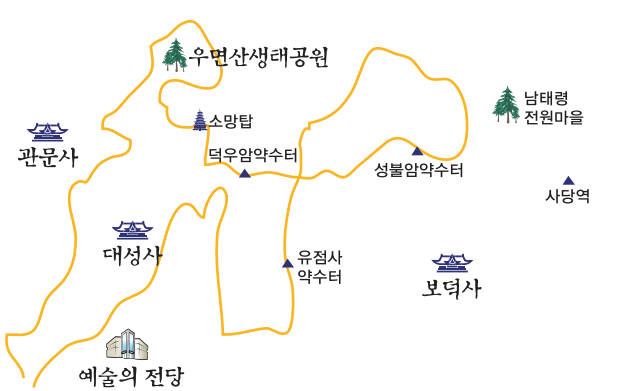 우면산생태공원
남태령
전원마을
소망탑
관문사
덕우암약수터
성불암약수터
사당역
대성사
유점사
약수터
보덕사
예술의 전당